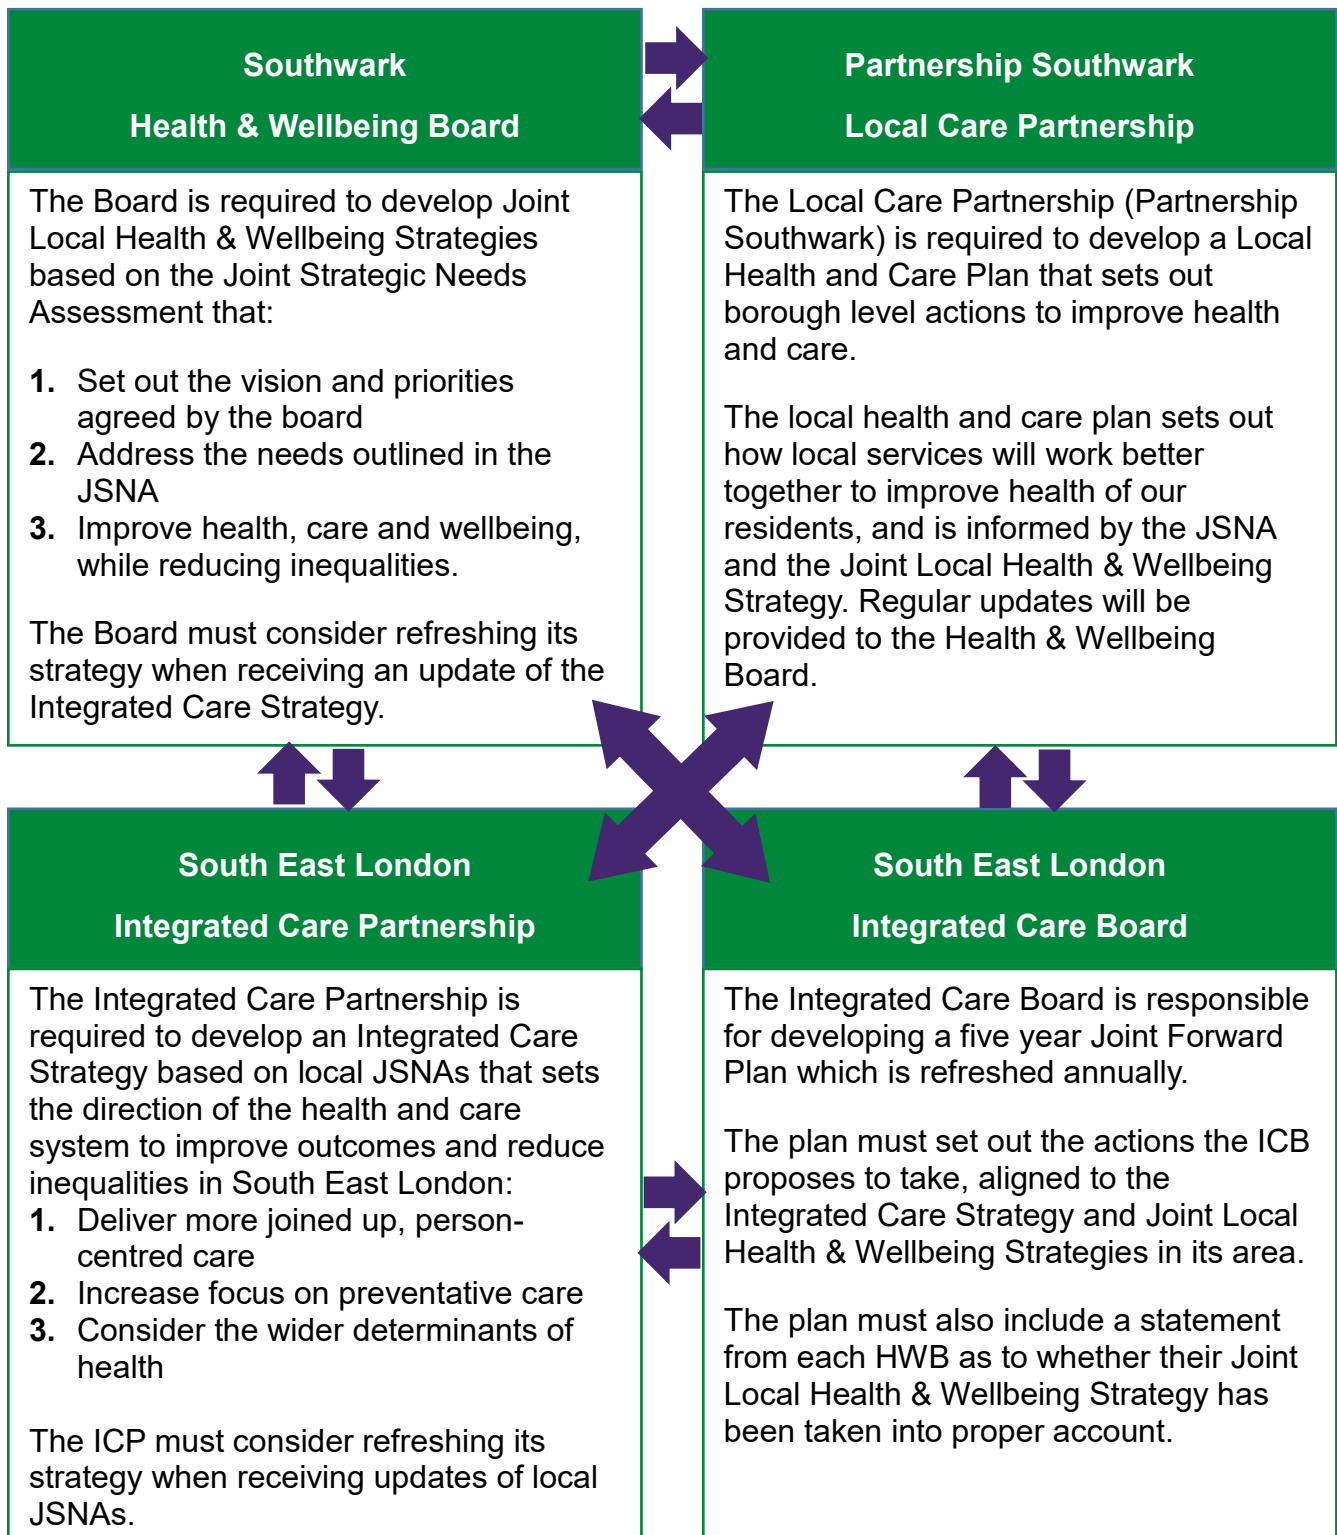 Southwark
Health & Wellbeing Board
The Board is required to develop Joint
Local Health & Wellbeing Strategies
based on the Joint Strategic Needs
Assessment that:
1. Set out the vision and priorities
agreed by the board
2. Address the needs outlined in the
JSNA
3. Improve health, care and wellbeing,
while reducing inequalities.
The Board must consider refreshing its
strategy when receiving an update of the
Integrated Care Strategy.
Partnership Southwark
Local Care Partnership
The Local Care Partnership (Partnership
Southwark) is required to develop a Local
Health and Care Plan that sets out
borough level actions to improve health
and care.
The local health and care plan sets out
how local services will work better
together to improve health of our
residents, and is informed by the JSNA
and the Joint Local Health & Wellbeing
Strategy. Regular updates will be
provided to the Health & Wellbeing
Board.
South East London
Integrated Care Partnership
The Integrated Care Partnership is
required to develop an Integrated Care
Strategy based on local JSNAs that sets
the direction of the health and care
system to improve outcomes and reduce
inequalities in South East London:
1. Deliver more joined up, person-
centred care
2. Increase focus on preventative care
3. Consider the wider determinants of
health
The ICP must consider refreshing its
strategy when receiving updates of local
JSNAs.
South East London
Integrated Care Board
The Integrated Care Board is responsible
for developing a five year Joint Forward
Plan which is refreshed annually.
The plan must set out the actions the ICB
proposes to take, aligned to the
Integrated Care Strategy and Joint Local
Health & Wellbeing Strategies in its area.
The plan must also include a statement
from each HWB as to whether their Joint
Local Health & Wellbeing Strategy has
been taken into proper account.